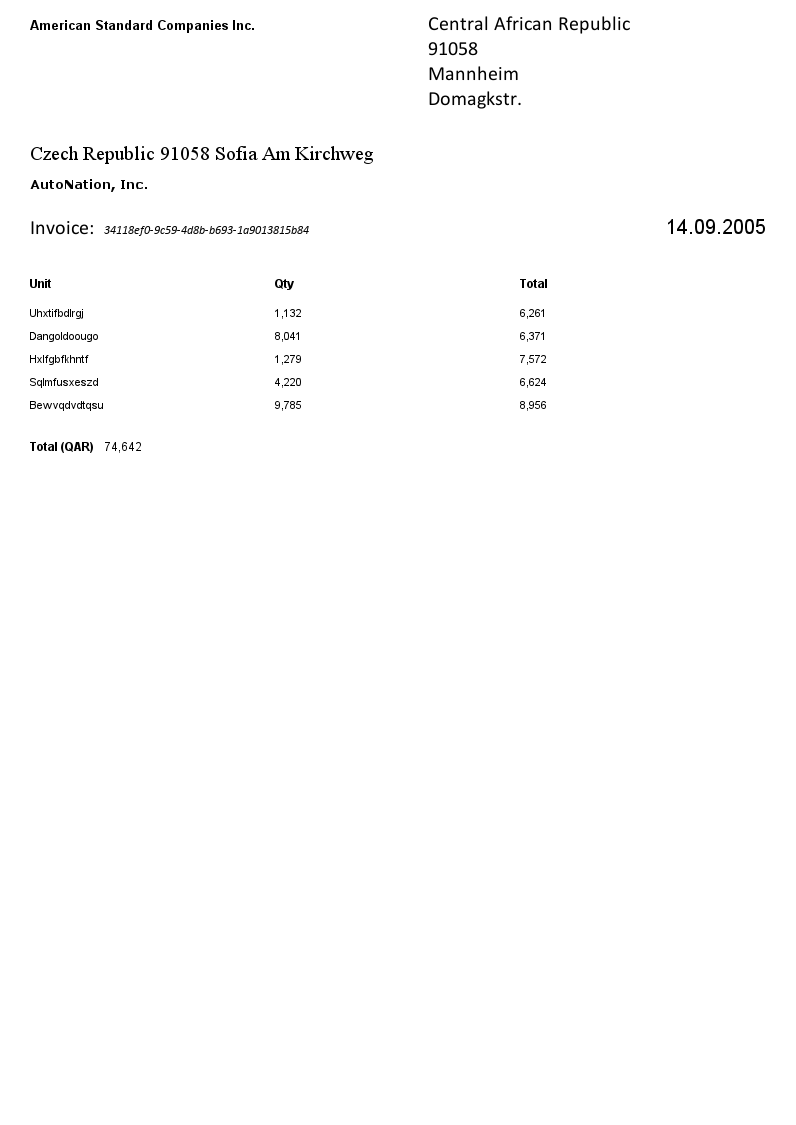 American Standard Companies Inc.
Central African Republic
91058
Mannheim
Domagkstr.
Czech Republic 91058 Sofia Am Kirchweg
AutoNation, Inc.
Invoice: 34118ef0-9c59-4d8b-b693-1a9013815b84 14.09.2005
Unit Qty Total
Uhxtifbdlrgj 1,132 6,261
Dangoldoougo 8,041 6,371
Hxlfgbfkhntf 1,279 7,572
Sqlmfusxeszd 4,220 6,624
Bewvqdvdtqsu 9,785 8,956
Total (QAR) 74,642